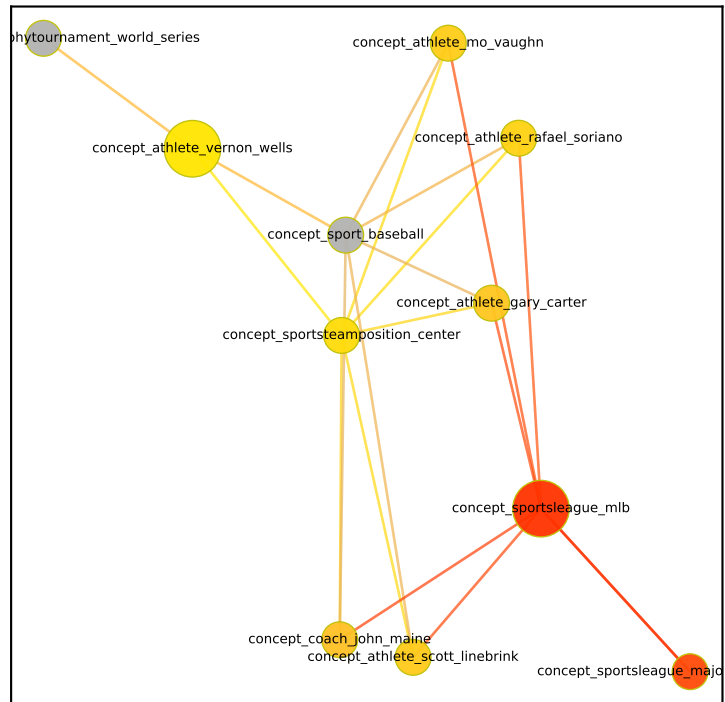 phytournament_world_series
concept_athlete_mo_vaughn
concept_athlete_rafael_soriano
concept_athlete_vernon_wells
concept_sport_baseball
concept_athlete_gary_carter
concept_sportsteamposition_center
concept_sportsleague_mlb
concept_coach_john_maine
concept_athlete_scott_linebrink
concept_sportsleague_majo